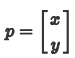 p = [x
y]